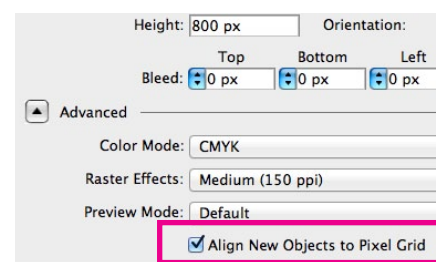 Height: 800 px Orientation:
Top Bottom Left
Bleed: 0 px 0 px 0 px
Advanced
Color Mode: CMYK
Raster Effects: Medium (150 ppi)
Preview Mode: Default
Align New Objects to Pixel Grid